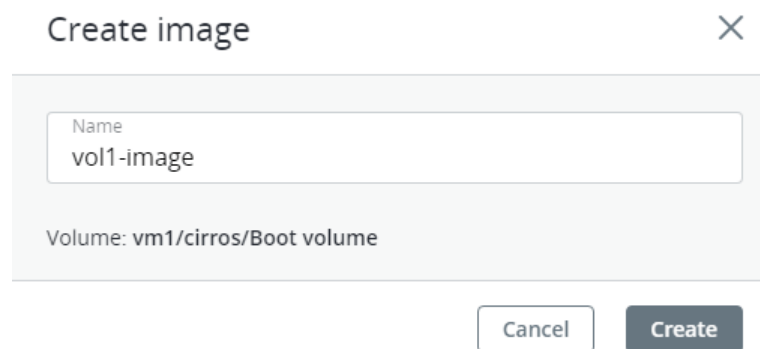 Create image
Name
vol1-image
Volume: vm1/cirros/Boot volume
Cancel Create